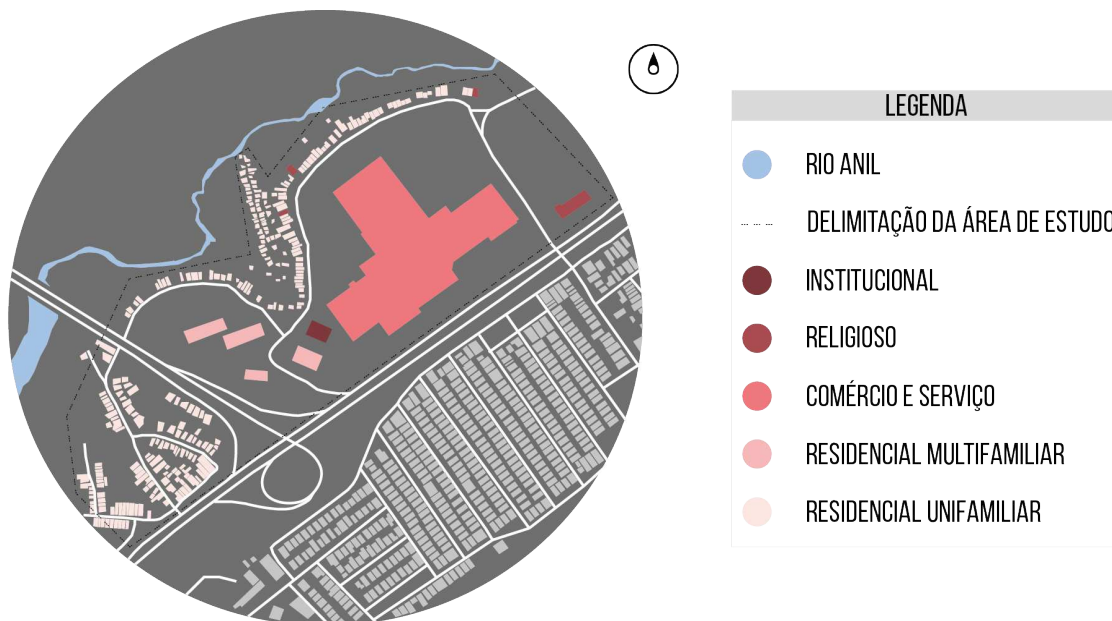 LEGENDA
RIO ANIL
DELIMITAÇÃO DA ÁREA DE ESTUDO
INSTITUCIONAL
RELIGIOSO
COMÉRCIO E SERVIÇO
RESIDENCIAL MULTIFAMILIAR
RESIDENCIAL UNIFAMILIAR